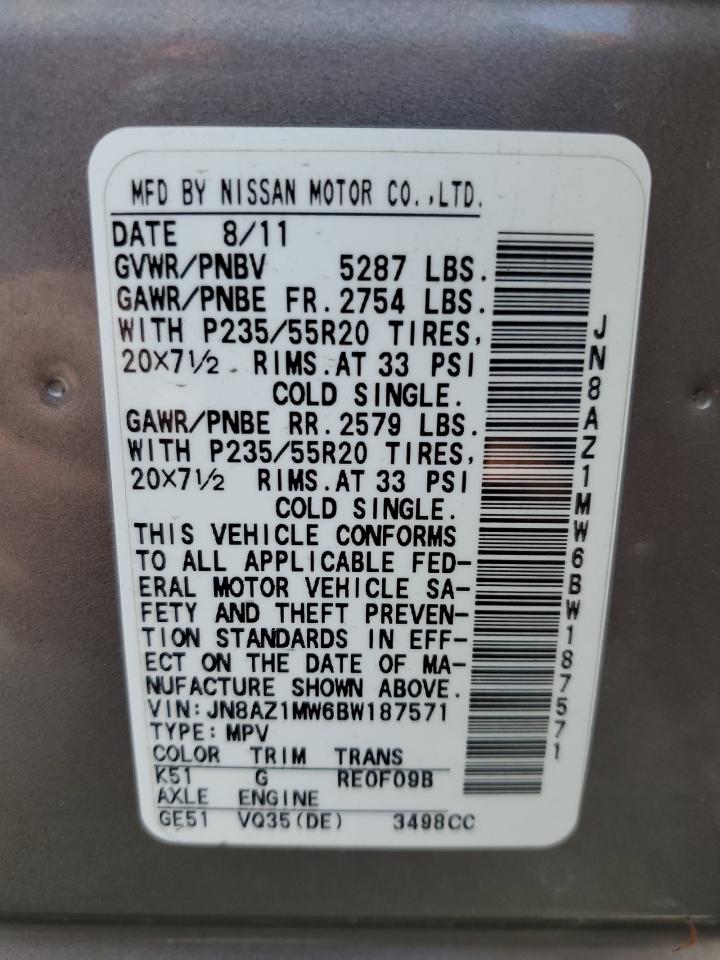 MFD BY NISSAN MOTOR CO.,LTD.
DATE 8/11
GVWR/PNBV 5287 LBS.
GAWR/PNBE FR. 2754 LBS.
WITH P235/55R20 TIRES,
20×7½ RIMS. AT 33 PSI
COLD SINGLE.
GAWR/PNBE RR. 2579 LBS.
WITH P235/55R20 TIRES,
20×7½ RIMS. AT 33 PSI
COLD SINGLE.
THIS VEHICLE CONFORMS
TO ALL APPLICABLE FED-
ERAL MOTOR VEHICLE SA-
FETY AND THEFT PREVEN-
TION STANDARDS IN EFF-
ECT ON THE DATE OF MA-
NUFACTURE SHOWN ABOVE.
VIN: JN8AZ1MW6BW187571
TYPE: MPV
COLOR TRIM TRANS
K51 G RE0F09B
AXLE ENGINE
GE51 VQ35(DE) 3498CC
JN8AZ1MW6BW187571